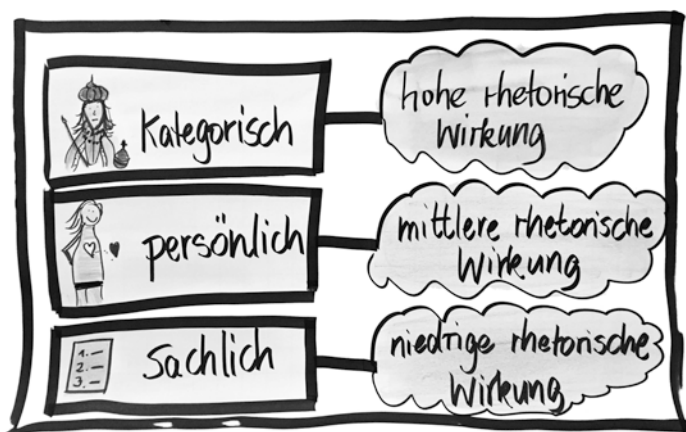 Kategorisch
hohe rhetorische
Wirkung
persönlich
mittlere rhetorische
Wirkung
1.–
2.–
3.–
Sachlich
niedrige rhetorische
Wirkung